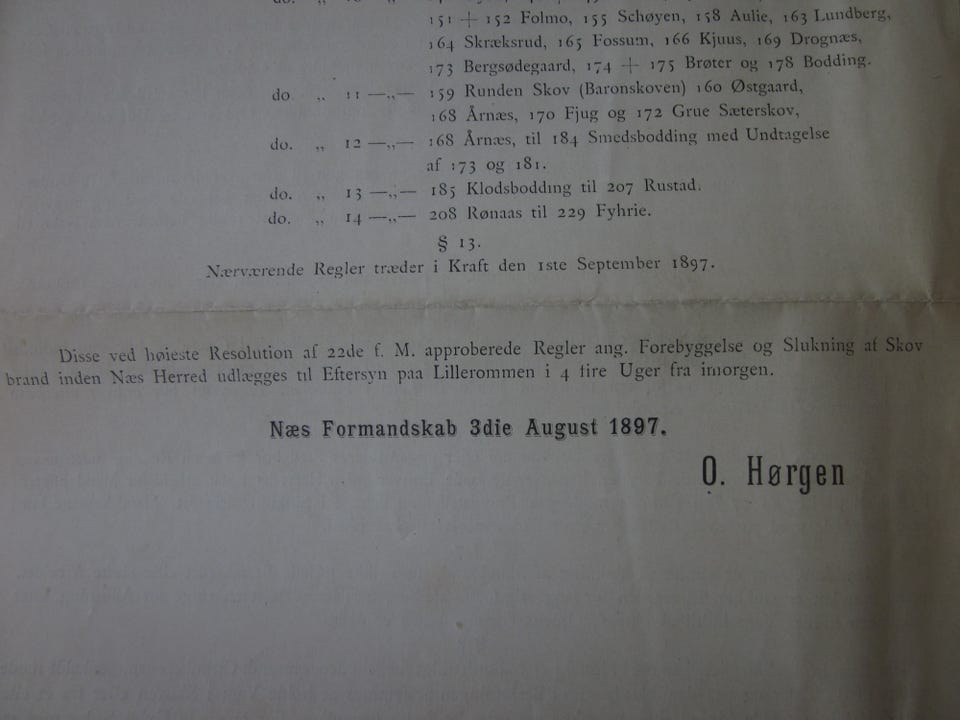 151 + 152 Folmo, 155 Schøyen, 158 Aulie, 163 Lundberg,
164 Skræksrud, 165 Fossum, 166 Kjuus, 169 Drognæs,
173 Bergsødegaard, 174 + 175 Brøter og 178 Bodding.
do. „ 11 —„— 159 Runden Skov (Baronskoven) 160 Østgaard,
168 Årnæs, 170 Fjug og 172 Grue Sæterskov,
do. „ 12 —„— 168 Årnæs, til 184 Smedsbodding med Undtagelse
af 173 og 181.
do. „ 13 —„— 185 Klodsbodding til 207 Rustad.
do. „ 14 —„— 208 Rønaas til 229 Fyhrie.
§ 13.
Nærværende Regler træder i Kraft den 1ste September 1897.
Disse ved høieste Resolution af 22de f. M. approberede Regler ang. Forebyggelse og Slukning af Skov
brand inden Næs Herred udlægges til Eftersyn paa Lillerommen i 4 fire Uger fra imorgen.
Næs Formandskab 3die August 1897.
O. Hørgen